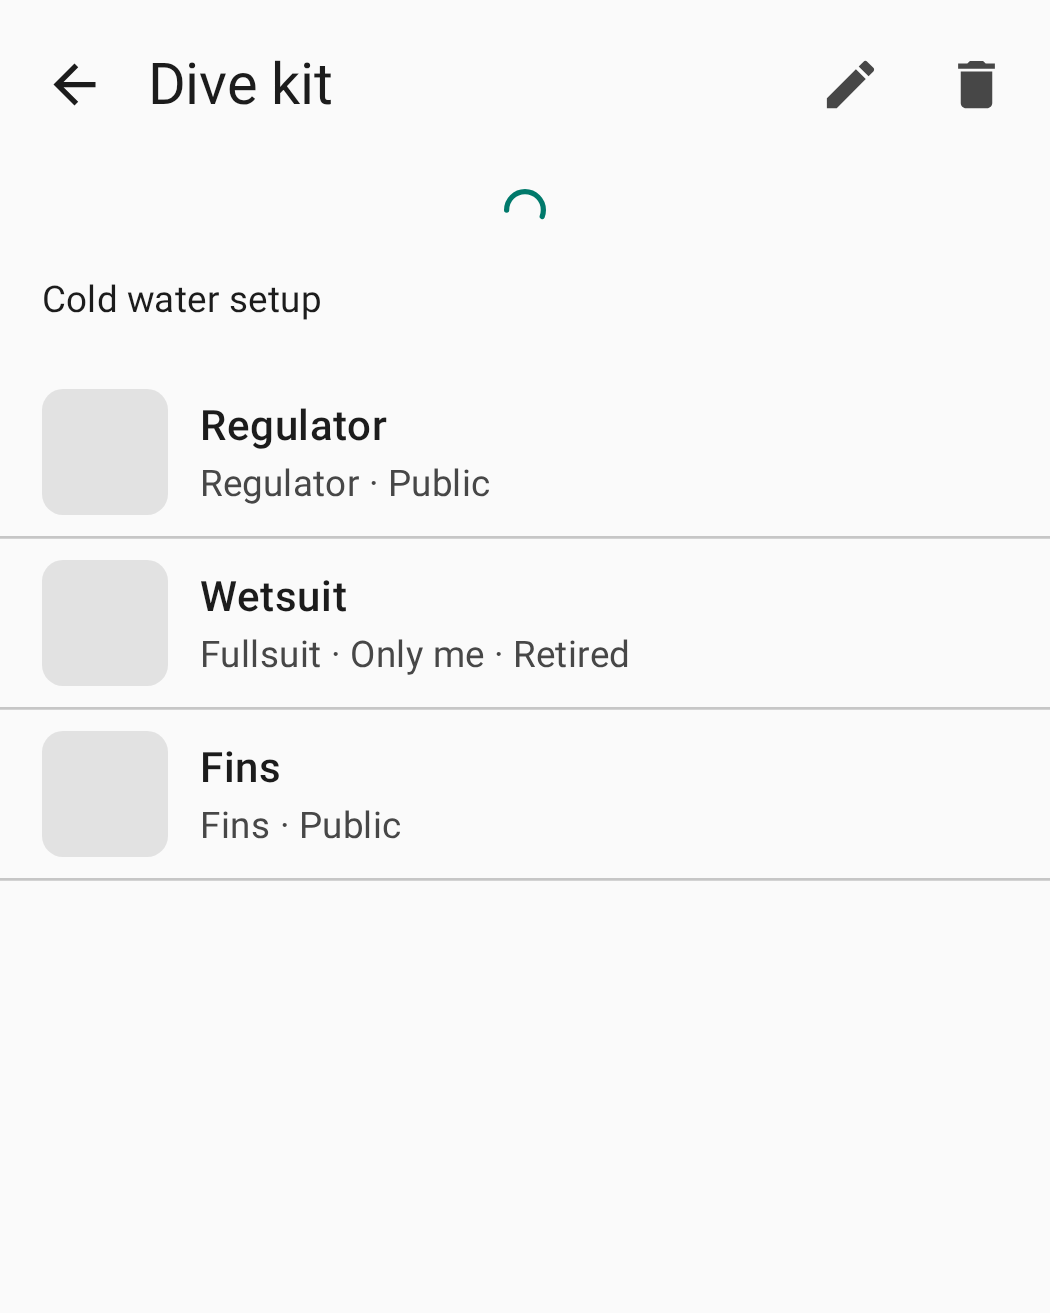 Dive kit
Cold water setup
Regulator
Regulator · Public
Wetsuit
Fullsuit · Only me · Retired
Fins
Fins · Public